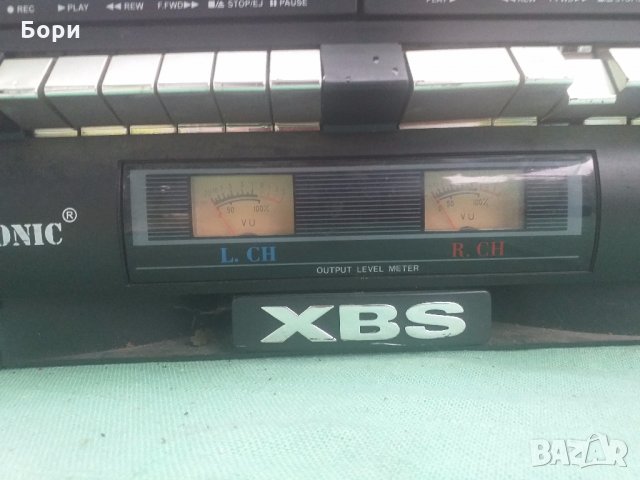 ● REC ▶ PLAY ◀◀ REW F.FWD ▶▶ ■/▲ STOP/EJ ❚❚ PAUSE
PLAY ▶
Бори
50 100%
VU
50 100%
VU
ONIC®
L. CH
R. CH
OUTPUT LEVEL METER
XBS
BAZAR